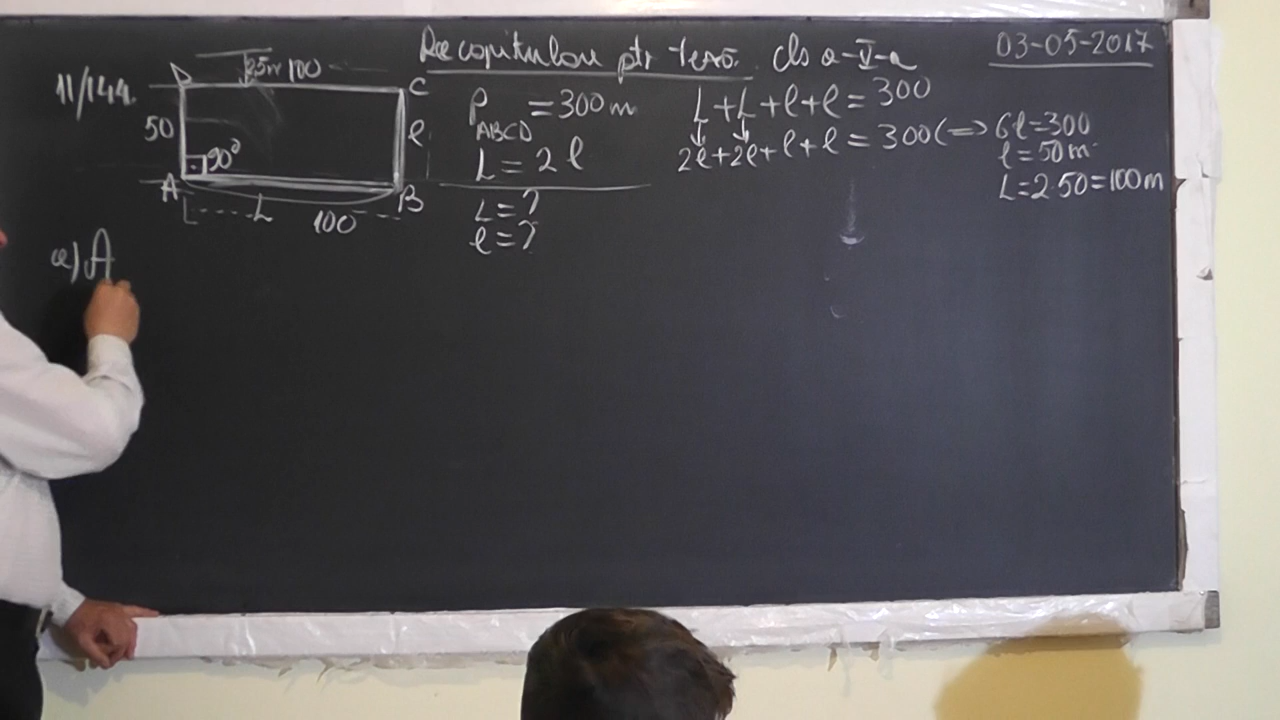 Recapitulare ptr teză cls a-V-a
03-05-2017
11/144.
D
25m 100
C
50
l
90°
A
B
L
100
P ABCD = 300 m
L = 2 l
L = ?
l = ?
L + L + l + l = 300
2l + 2l + l + l = 300 (=> 6l = 300
l = 50 m
L = 2·50 = 100 m
a) A